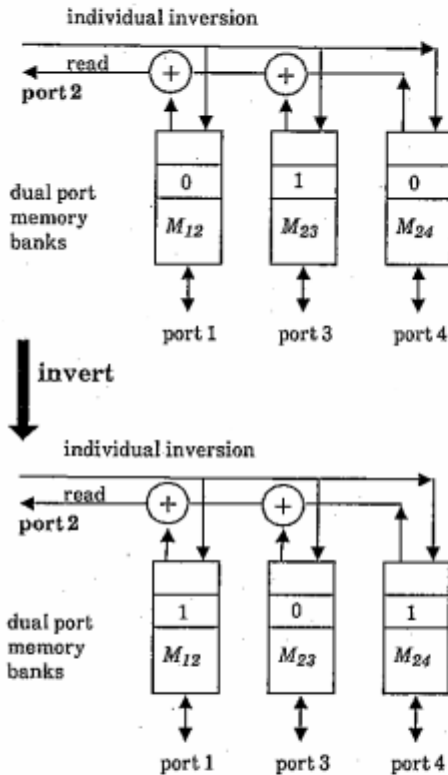 individual inversion
read
port 2
0 1 0
dual port
memory
banks
M12 M23 M24
port 1 port 3 port 4
invert
individual inversion
read
port 2
1 0 1
dual port
memory
banks
M12 M23 M24
port 1 port 3 port 4